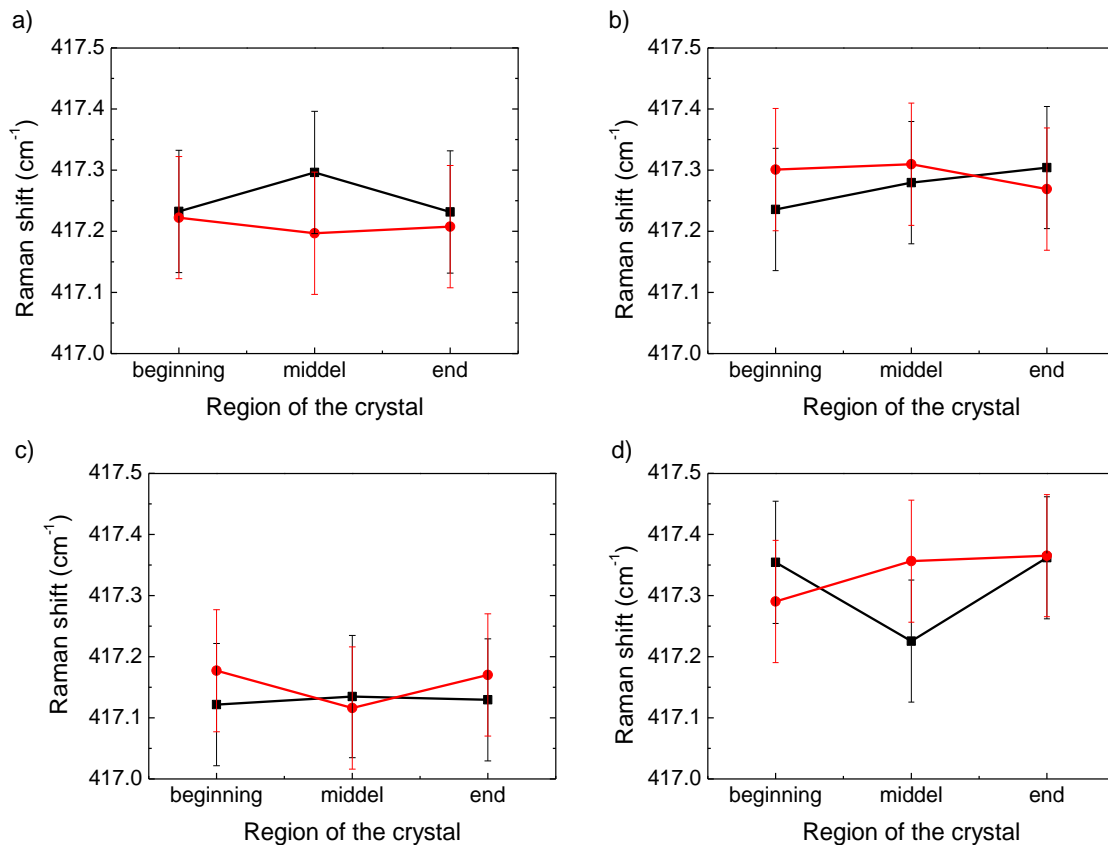 a)
417.5
417.4
417.3
417.2
417.1
417.0
Raman shift (cm-1)
beginning middel end
Region of the crystal
b)
417.5
417.4
417.3
417.2
417.1
417.0
Raman shift (cm-1)
beginning middel end
Region of the crystal
c)
417.5
417.4
417.3
417.2
417.1
417.0
Raman shift (cm-1)
beginning middel end
Region of the crystal
d)
417.5
417.4
417.3
417.2
417.1
417.0
Raman shift (cm-1)
beginning middel end
Region of the crystal